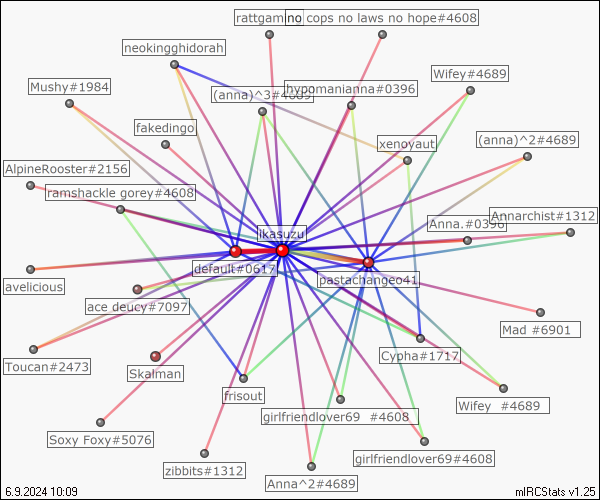 rattgam
no cops no laws no hope#4608
neokingghidorah
Wifey#4689
Mushy#1984
(anna)^3#4689
hypomanianna#0396
fakedingo
xenoyaut
(anna)^2#4689
AlpineRooster#2156
ramshackle gorey#4608
Anna.#0396
Annarchist#1312
ikasuzu
default#0617
pastachangeo41
avelicious
ace deucy#7097
Mad #6901
Cypha#1717
Toucan#2473
Skalman
frisout
Wifey #4689
girlfriendlover69 #4608
Soxy Foxy#5076
girlfriendlover69#4608
zibbits#1312
Anna^2#4689
6.9.2024 10:09
mIRCStats v1.25